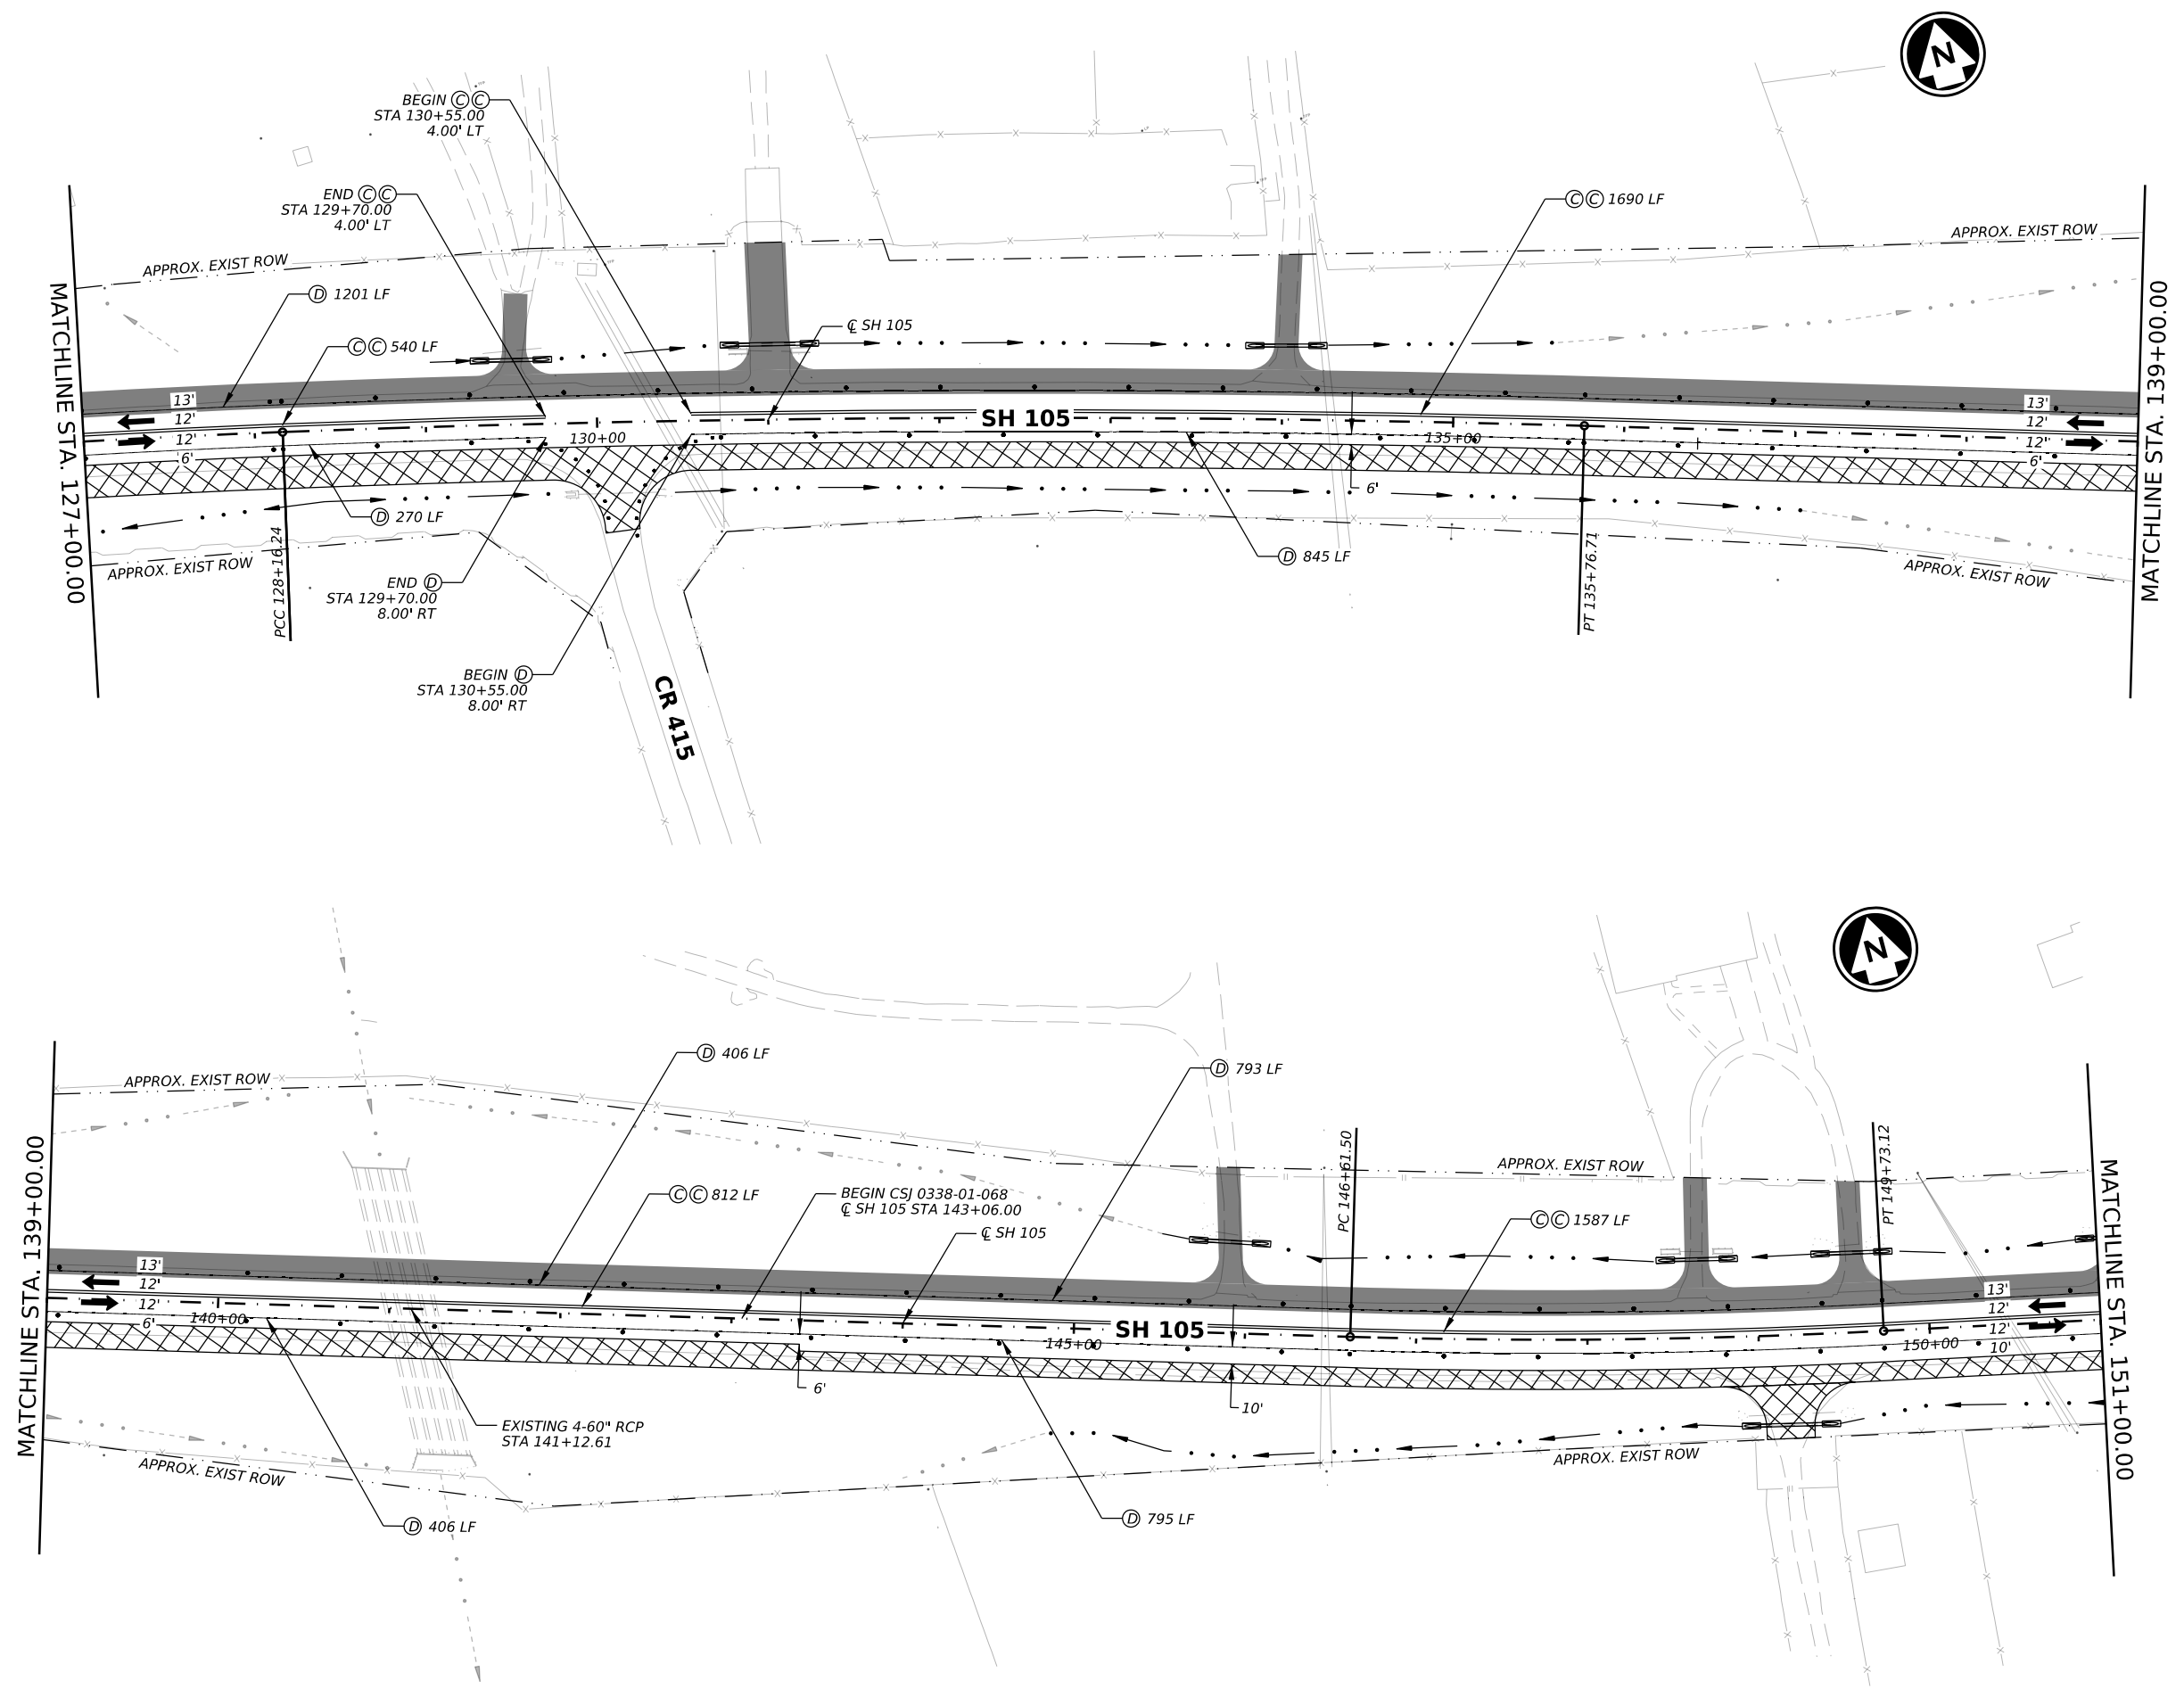 N
BEGIN ⒸⒸ
STA 130+55.00
4.00' LT
END ⒸⒸ
STA 129+70.00
4.00' LT
ⒸⒸ 1690 LF
APPROX. EXIST ROW
APPROX. EXIST ROW
Ⓓ 1201 LF
℄ SH 105
ⒸⒸ 540 LF
MATCHLINE STA. 127+00.00
MATCHLINE STA. 139+00.00
13'
12'
12'
6'
130+00
SH 105
135+00
13'
12'
12'
6'
6'
Ⓓ 270 LF
Ⓓ 845 LF
APPROX. EXIST ROW
APPROX. EXIST ROW
PCC 128+16.24
PT 135+76.71
END Ⓓ
STA 129+70.00
8.00' RT
BEGIN Ⓓ
STA 130+55.00
8.00' RT
CR 415
N
Ⓓ 406 LF
Ⓓ 793 LF
APPROX. EXIST ROW
APPROX. EXIST ROW
PC 146+61.50
PT 149+73.12
ⒸⒸ 812 LF
BEGIN CSJ 0338-01-068
℄ SH 105 STA 143+06.00
℄ SH 105
ⒸⒸ 1587 LF
MATCHLINE STA. 139+00.00
MATCHLINE STA. 151+00.00
13'
12'
12'
6'
140+00
SH 105
145+00
150+00
13'
12'
12'
10'
6'
10'
EXISTING 4-60" RCP
STA 141+12.61
APPROX. EXIST ROW
APPROX. EXIST ROW
Ⓓ 406 LF
Ⓓ 795 LF